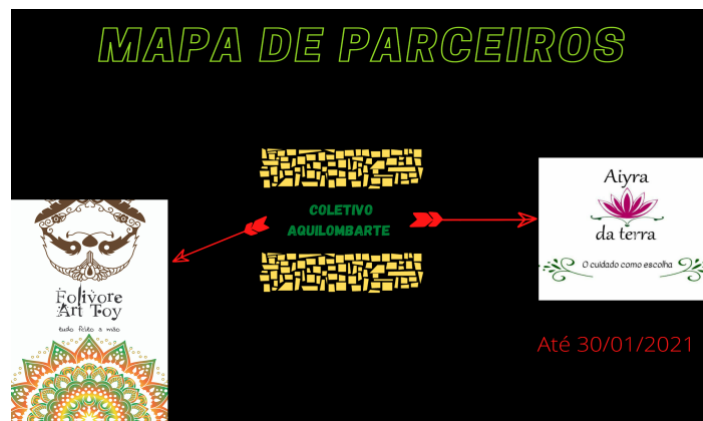 MAPA DE PARCEIROS
COLETIVO
AQUILOMBARTE
Aiyra
da terra
O cuidado como escolha
Folivore
Art Toy
tudo feito a mão
Até 30/01/2021